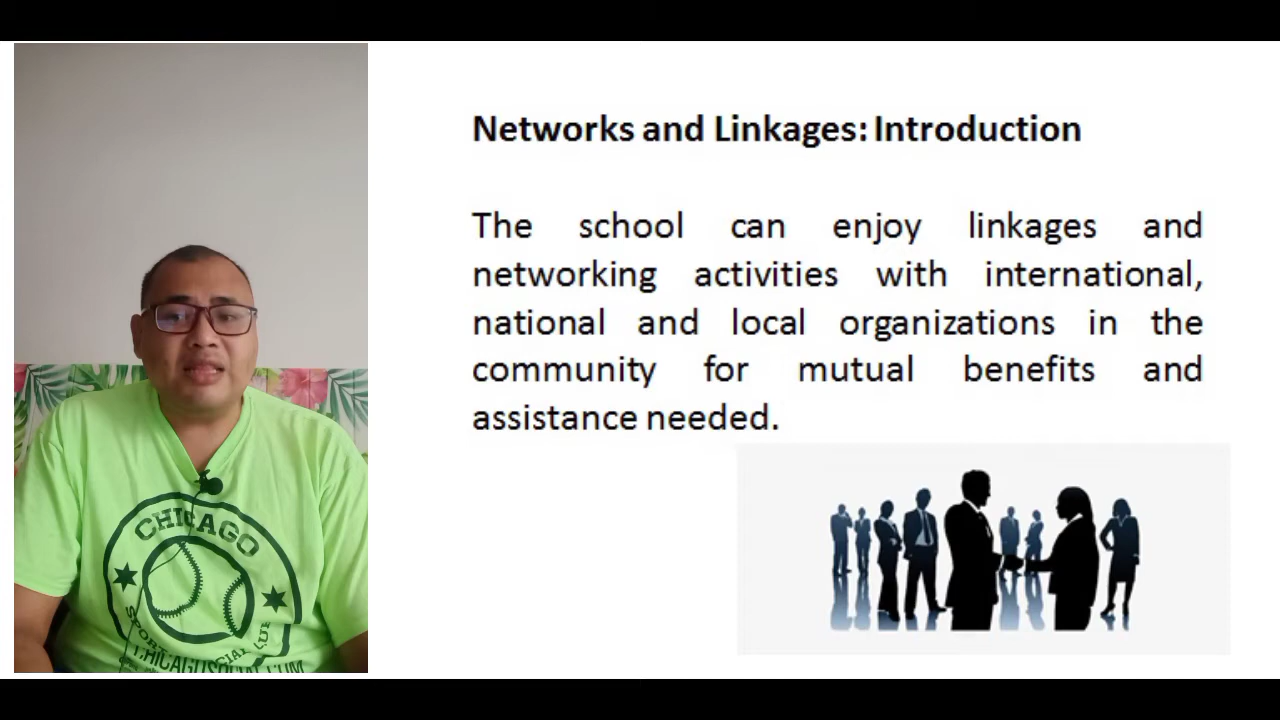 Networks and Linkages: Introduction
The school can enjoy linkages and
networking activities with international,
national and local organizations in the
community for mutual benefits and
assistance needed.
CHICAGO